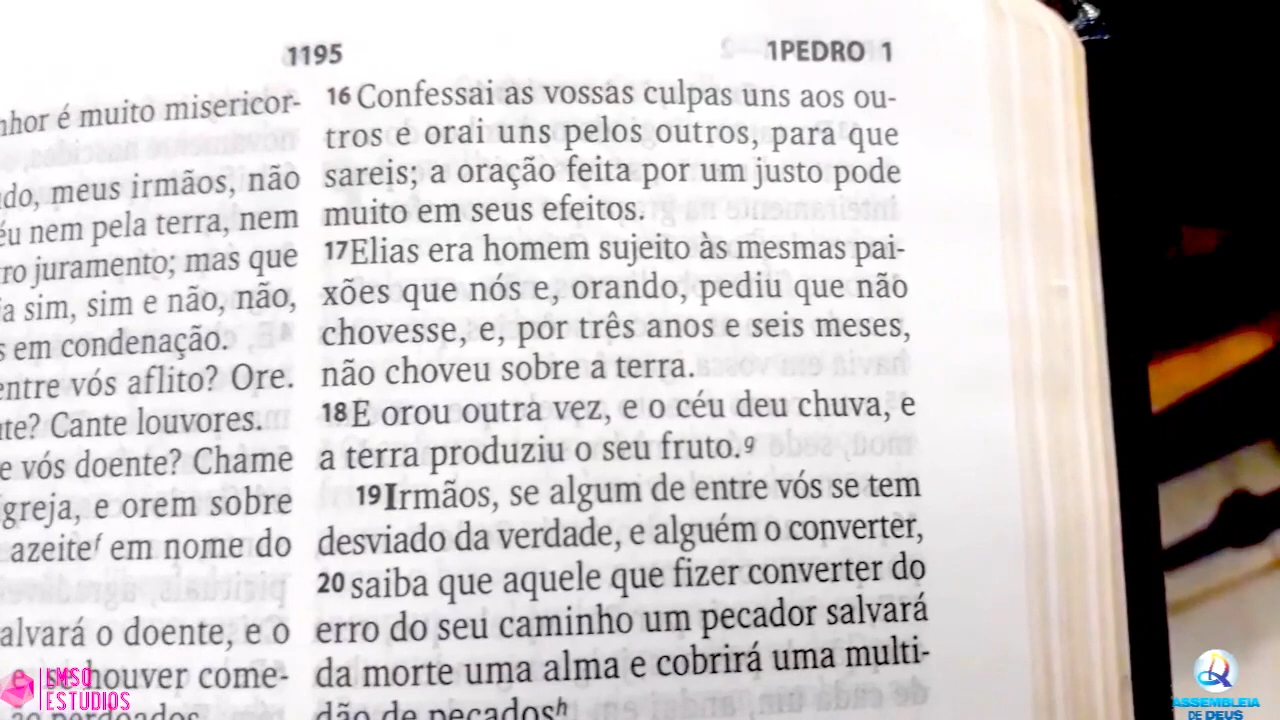 1195
1PEDRO 1
nhor é muito misericor-
do, meus irmãos, não
éu nem pela terra, nem
ro juramento; mas que
a sim, sim e não, não,
s em condenação.
entre vós aflito? Ore.
te? Cante louvores.
e vós doente? Chame
greja, e orem sobre
azeiteᶠ em nome do
alvará o doente, e o
e, se houver come-
ão perdoados
16 Confessai as vossas culpas uns aos ou-
tros e orai uns pelos outros, para que
sareis; a oração feita por um justo pode
muito em seus efeitos.
17 Elias era homem sujeito às mesmas pai-
xões que nós e, orando, pediu que não
chovesse, e, por três anos e seis meses,
não choveu sobre a terra.
18 E orou outra vez, e o céu deu chuva, e
a terra produziu o seu fruto.g
19 Irmãos, se algum de entre vós se tem
desviado da verdade, e alguém o converter,
20 saiba que aquele que fizer converter do
erro do seu caminho um pecador salvará
da morte uma alma e cobrirá uma multi-
dão de pecadosʰ
LMSQ
ESTUDIOS
ASSEMBLEIA
DE DEUS